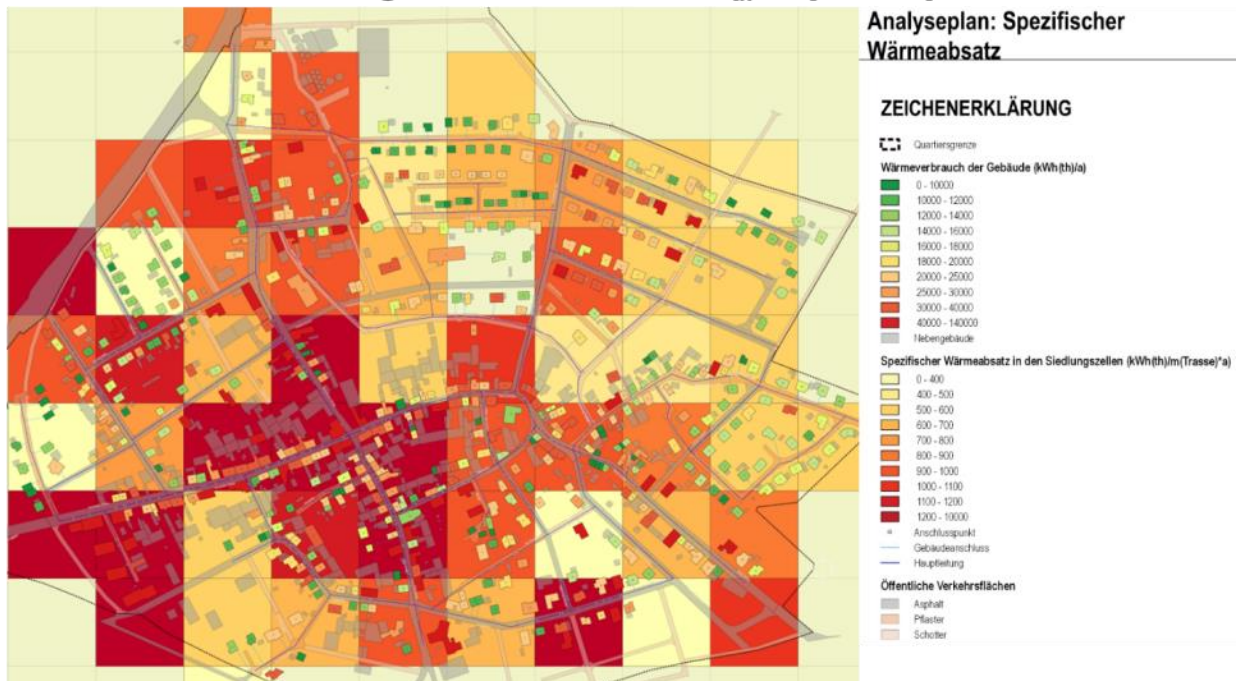 Analyseplan: Spezifischer
Wärmeabsatz
ZEICHENERKLÄRUNG
Quartiersgrenze
Wärmeverbrauch der Gebäude (kWh(th)/a)
0 - 10000
10000 - 12000
12000 - 14000
14000 - 16000
16000 - 18000
18000 - 20000
20000 - 25000
25000 - 30000
30000 - 40000
40000 - 140000
Nebengebäude
Spezifischer Wärmeabsatz in den Siedlungszellen (kWh(th)/m(Trasse)*a)
0 - 400
400 - 500
500 - 600
600 - 700
700 - 800
800 - 900
900 - 1000
1000 - 1100
1100 - 1200
1200 - 10000
Anschlusspunkt
Gebäudeanschluss
Hauptleitung
Öffentliche Verkehrsflächen
Asphalt
Pflaster
Schotter